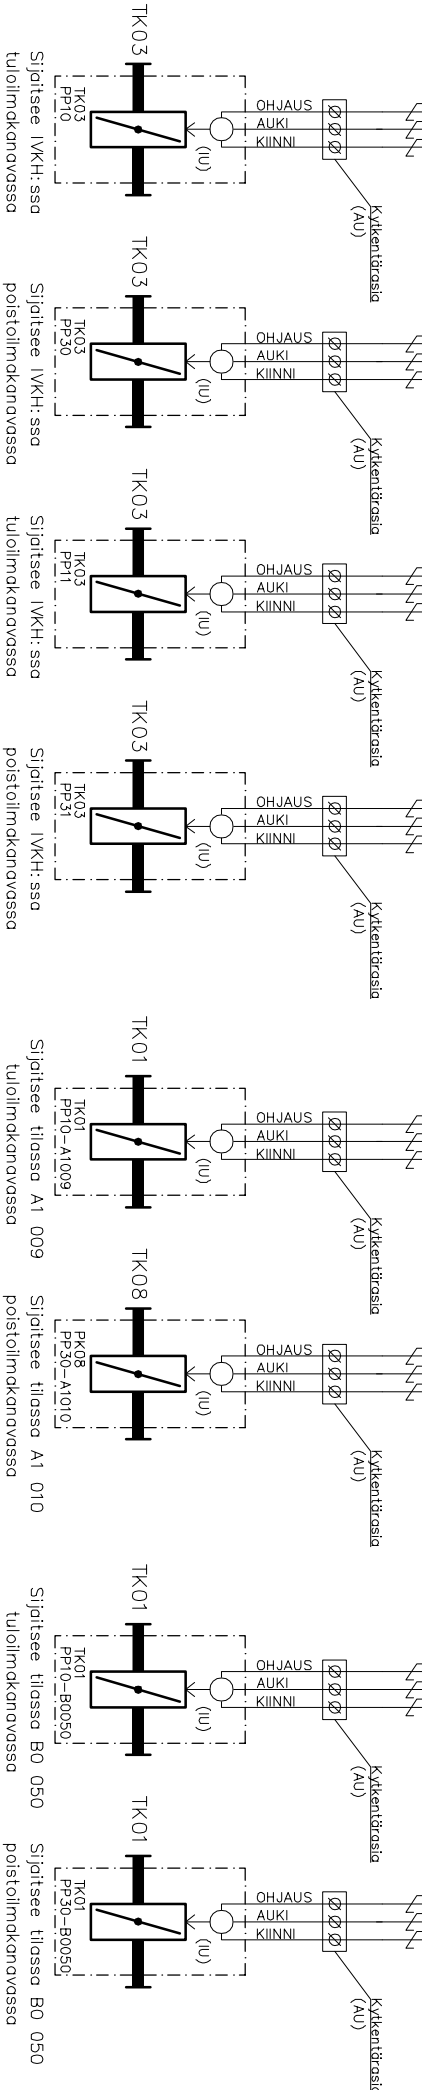 TK03
OHJAUS
AUKI
KIINNI
Kytkentärasia
(AU)
(IU)
TK03
PP10
Sijaitsee IVKH:ssa
tuloilmakanavassa
TK03
OHJAUS
AUKI
KIINNI
Kytkentärasia
(AU)
(IU)
TK03
PP30
Sijaitsee IVKH:ssa
poistoilmakanavassa
TK03
OHJAUS
AUKI
KIINNI
Kytkentärasia
(AU)
(IU)
TK03
PP11
Sijaitsee IVKH:ssa
tuloilmakanavassa
TK03
OHJAUS
AUKI
KIINNI
Kytkentärasia
(AU)
(IU)
TK03
PP31
Sijaitsee IVKH:ssa
poistoilmakanavassa
TK01
OHJAUS
AUKI
KIINNI
Kytkentärasia
(AU)
(IU)
TK01
PP10-A1009
Sijaitsee tilassa A1 009
tuloilmakanavassa
TK08
OHJAUS
AUKI
KIINNI
Kytkentärasia
(AU)
(IU)
PK08
PP30-A1010
Sijaitsee tilassa A1 010
poistoilmakanavassa
TK01
OHJAUS
AUKI
KIINNI
Kytkentärasia
(AU)
(IU)
TK01
PP10-B0050
Sijaitsee tilassa B0 050
tuloilmakanavassa
TK01
OHJAUS
AUKI
KIINNI
Kytkentärasia
(AU)
(IU)
TK01
PP30-B0050
Sijaitsee tilassa B0 050
poistoilmakanavassa